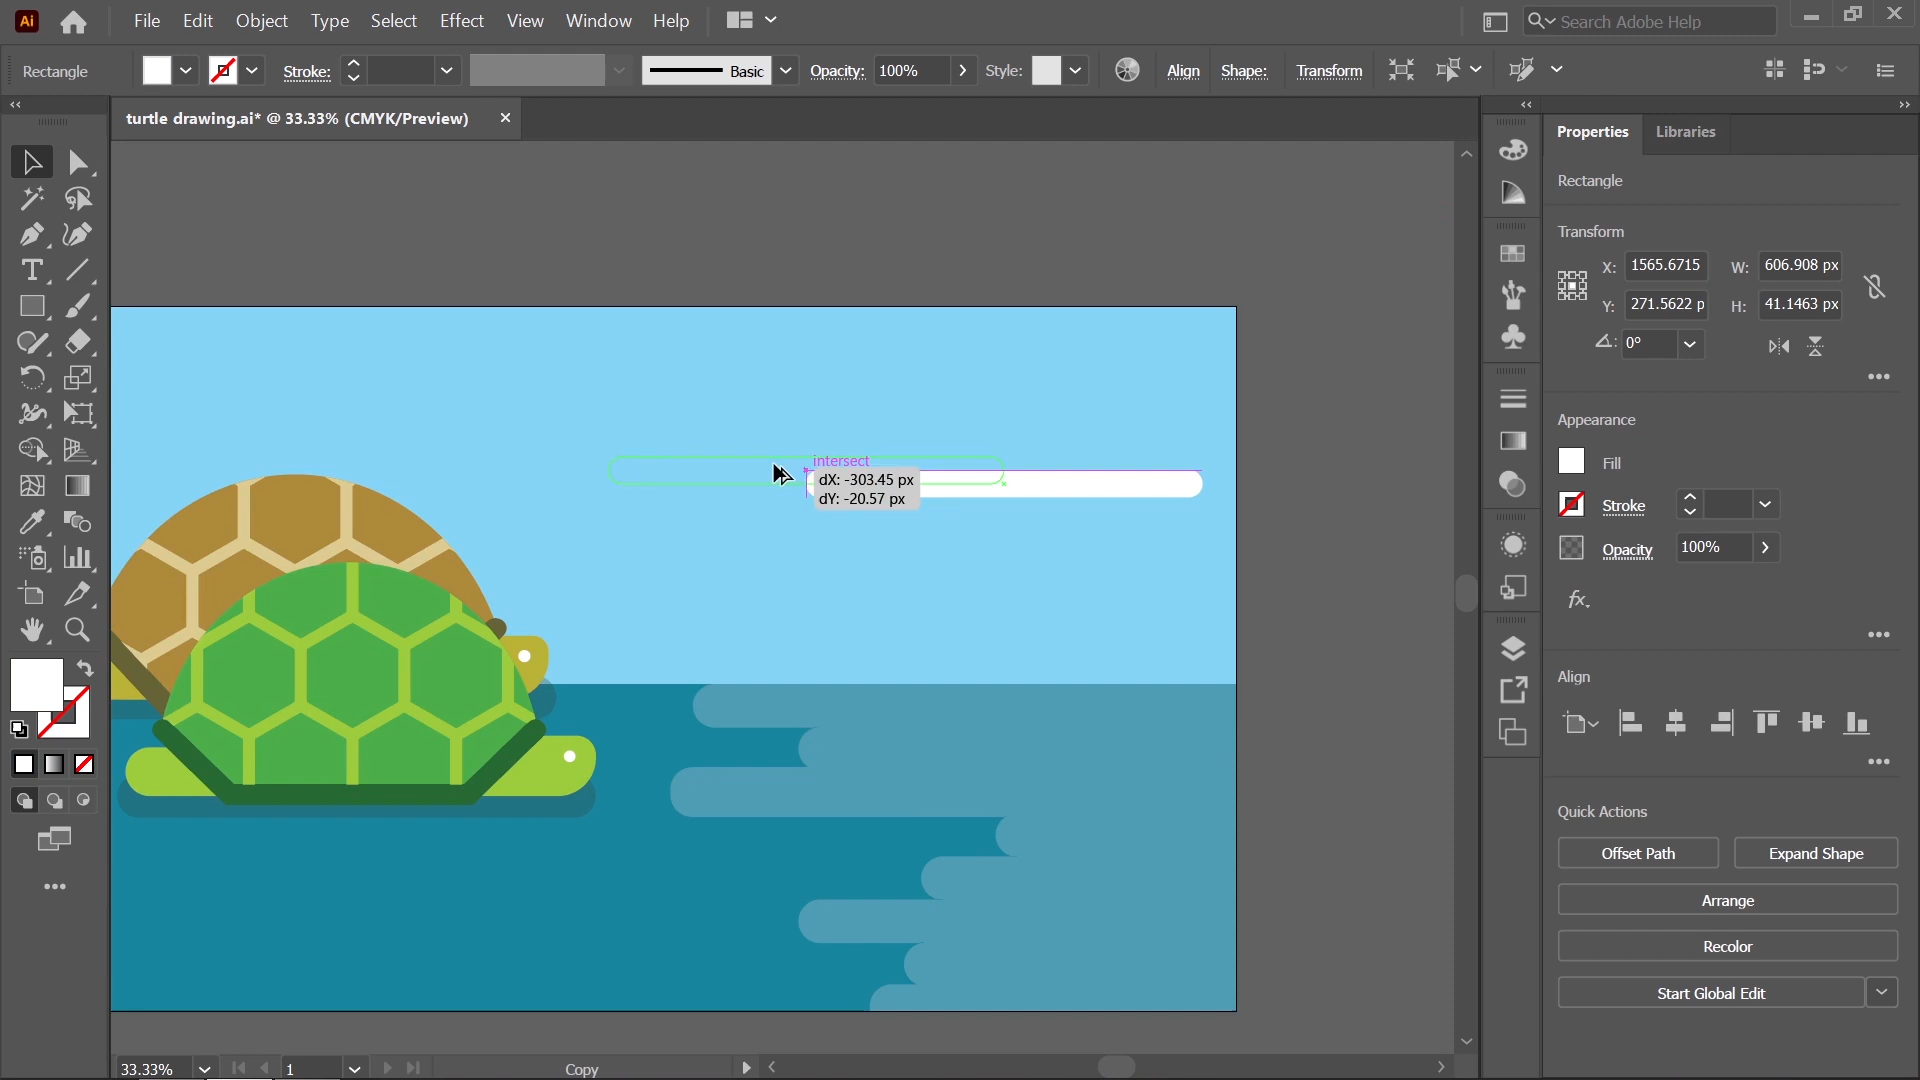 Ai File Edit Object Type Select Effect View Window Help Search Adobe Help
Rectangle Stroke: Basic Opacity: 100% Style: Align Shape: Transform
turtle drawing.ai* @ 33.33% (CMYK/Preview)
Properties Libraries
Rectangle
Transform
X: 1565.6715 W: 606.908 px
Y: 271.5622 p H: 41.1463 px
0°
Appearance
Fill
Stroke
Opacity 100%
fx
Align
Quick Actions
Offset Path Expand Shape
Arrange
Recolor
Start Global Edit
intersect
dX: -303.45 px
dY: -20.57 px
33.33% 1 Copy